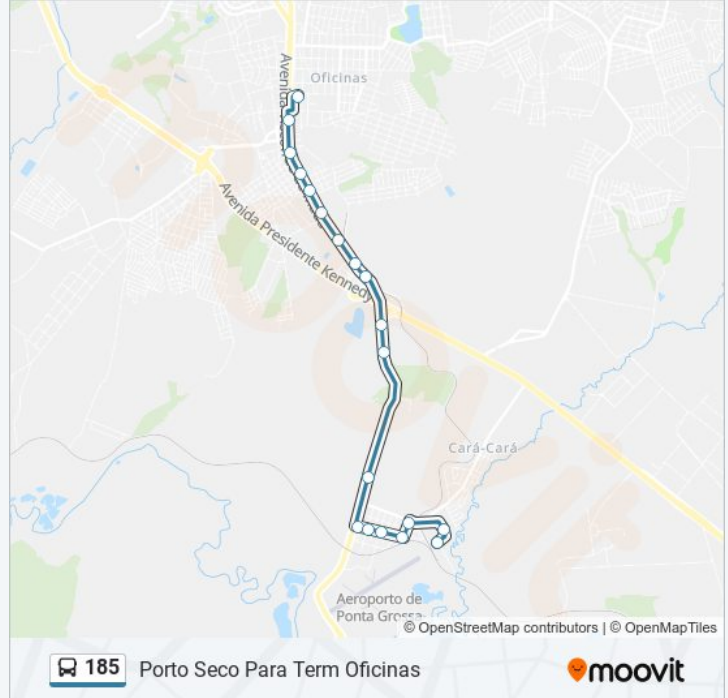 Oficinas
Avenida
Avenida Presidente Kennedy
Cará-Cará
Aeroporto de
Ponta Grossa
© OpenStreetMap contributors | © OpenMapTiles
185 Porto Seco Para Term Oficinas
moovit